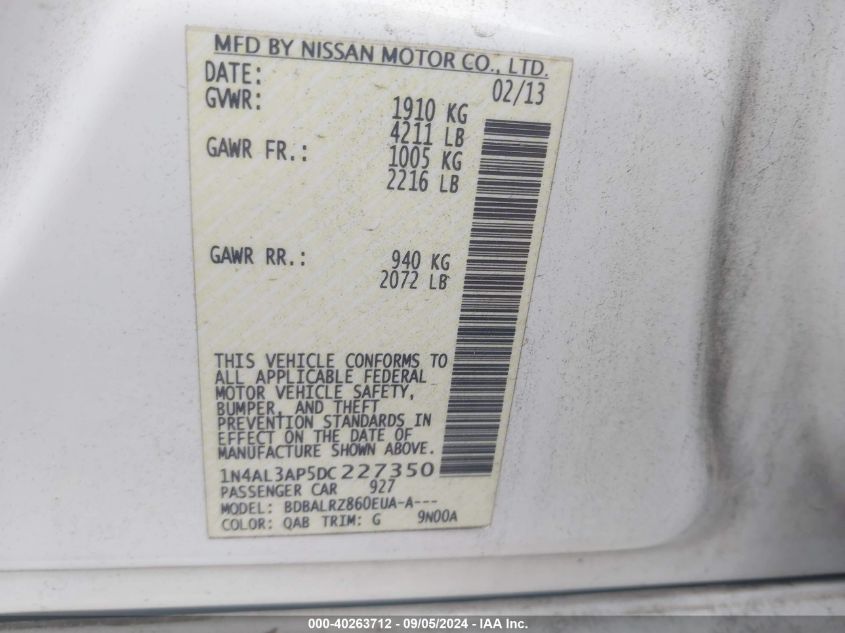 MFD BY NISSAN MOTOR CO., LTD.
DATE: 02/13
GVWR: 1910 KG
4211 LB
GAWR FR.: 1005 KG
2216 LB
GAWR RR.: 940 KG
2072 LB
THIS VEHICLE CONFORMS TO
ALL APPLICABLE FEDERAL
MOTOR VEHICLE SAFETY,
BUMPER, AND THEFT
PREVENTION STANDARDS IN
EFFECT ON THE DATE OF
MANUFACTURE SHOWN ABOVE.
1N4AL3AP5DC227350
PASSENGER CAR 927
MODEL: BDBALRZ860EUA-A---
COLOR: QAB TRIM: G 9N00A
000-40263712 - 09/05/2024 - IAA Inc.